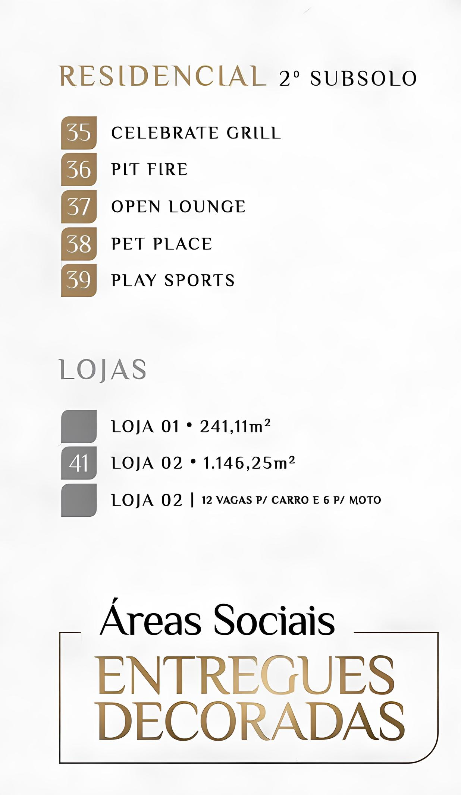 RESIDENCIAL 2º SUBSOLO
35 CELEBRATE GRILL
36 PIT FIRE
37 OPEN LOUNGE
38 PET PLACE
39 PLAY SPORTS
LOJAS
LOJA 01 • 241,11m²
41 LOJA 02 • 1.146,25m²
LOJA 02 | 12 VAGAS P/ CARRO E 6 P/ MOTO
Áreas Sociais
ENTREGUES
DECORADAS